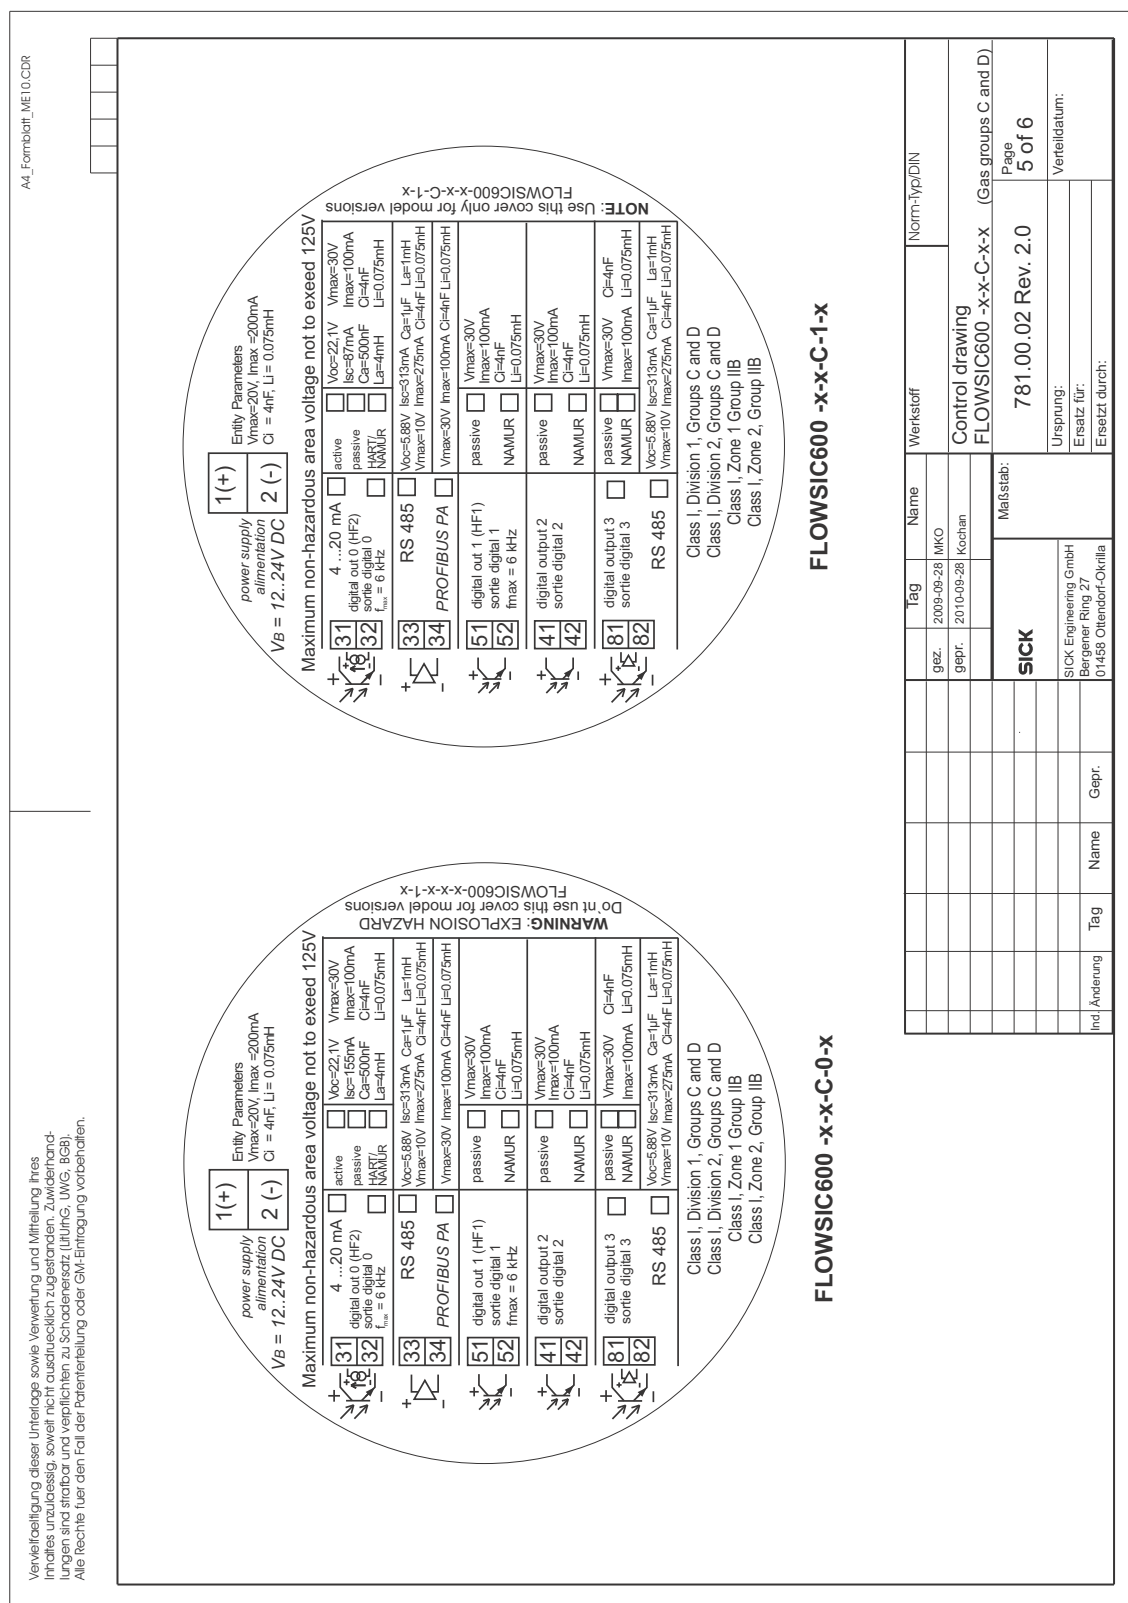 Vervielfaeltigung dieser Unterlage sowie Verwertung und Mitteilung ihres
Inhaltes unzulaessig, soweit nicht ausdruecklich zugestanden. Zuwiderhand-
lungen sind strafbar und verpflichten zu Schadenersatz (LitUrhG, UWG, BGB).
Alle Rechte fuer den Fall der Patenterteilung oder GM-Eintragung vorbehalten.
A4_Formblatt_ME10.CDR
power supply
alimentation
VB = 12..24V DC
1(+)
2 (-)
Entity Parameters
Vmax=20V, Imax =200mA
Ci = 4nF, Li = 0.075mH
Maximum non-hazardous area voltage not to exeed 125V
31
32
4 ...20 mA
digital out 0 (HF2)
sortie digital 0
fmax = 6 kHz
active
passive
HART/
NAMUR
Voc=22,1V Vmax=30V
Isc=155mA Imax=100mA
Ca=500nF Ci=4nF
La=4mH Li=0.075mH
33
34
RS 485
Voc=5.88V Isc=313mA Ca=1µF La=1mH
Vmax=10V Imax=275mA Ci=4nF Li=0.075mH
PROFIBUS PA
Vmax=30V Imax=100mA Ci=4nF Li=0.075mH
51
52
digital out 1 (HF1)
sortie digital 1
fmax = 6 kHz
passive
NAMUR
Vmax=30V
Imax=100mA
Ci=4nF
Li=0.075mH
41
42
digital output 2
sortie digital 2
passive
NAMUR
Vmax=30V
Imax=100mA
Ci=4nF
Li=0.075mH
81
82
digital output 3
sortie digital 3
passive
NAMUR
Vmax=30V Ci=4nF
Imax=100mA Li=0.075mH
RS 485
Voc=5.88V Isc=313mA Ca=1µF La=1mH
Vmax=10V Imax=275mA Ci=4nF Li=0.075mH
Class I, Division 1, Groups C and D
Class I, Division 2, Groups C and D
Class I, Zone 1 Group IIB
Class I, Zone 2, Group IIB
WARNING: EXPLOSION HAZARD
Do`nt use this cover for model versions
FLOWSIC600-x-x-x-1-x
FLOWSIC600 -x-x-C-0-x
power supply
alimentation
VB = 12..24V DC
1(+)
2 (-)
Entity Parameters
Vmax=20V, Imax =200mA
Ci = 4nF, Li = 0.075mH
Maximum non-hazardous area voltage not to exeed 125V
31
32
4 ...20 mA
digital out 0 (HF2)
sortie digital 0
fmax = 6 kHz
active
passive
HART/
NAMUR
Voc=22,1V Vmax=30V
Isc=87mA Imax=100mA
Ca=500nF Ci=4nF
La=4mH Li=0.075mH
33
34
RS 485
Voc=5.88V Isc=313mA Ca=1µF La=1mH
Vmax=10V Imax=275mA Ci=4nF Li=0.075mH
PROFIBUS PA
Vmax=30V Imax=100mA Ci=4nF Li=0.075mH
51
52
digital out 1 (HF1)
sortie digital 1
fmax = 6 kHz
passive
NAMUR
Vmax=30V
Imax=100mA
Ci=4nF
Li=0.075mH
41
42
digital output 2
sortie digital 2
passive
NAMUR
Vmax=30V
Imax=100mA
Ci=4nF
Li=0.075mH
81
82
digital output 3
sortie digital 3
passive
NAMUR
Vmax=30V Ci=4nF
Imax=100mA Li=0.075mH
RS 485
Voc=5.88V Isc=313mA Ca=1µF La=1mH
Vmax=10V Imax=275mA Ci=4nF Li=0.075mH
Class I, Division 1, Groups C and D
Class I, Division 2, Groups C and D
Class I, Zone 1 Group IIB
Class I, Zone 2, Group IIB
NOTE: Use this cover only for model versions
FLOWSIC600-x-x-C-1-x
FLOWSIC600 -x-x-C-1-x
Tag Name Werkstoff Norm-Typ/DIN
gez. 2009-09-28 MKO
gepr. 2010-09-28 Kochan
Control drawing
FLOWSIC600 -x-x-C-x-x (Gas groups C and D)
SICK
Maßstab:
781.00.02 Rev. 2.0
Page
5 of 6
SICK Engineering GmbH
Bergener Ring 27
01458 Ottendorf-Okrilla
Ursprung:
Verteildatum:
Ersatz für:
Ersetzt durch:
Ind. Änderung Tag Name Gepr.